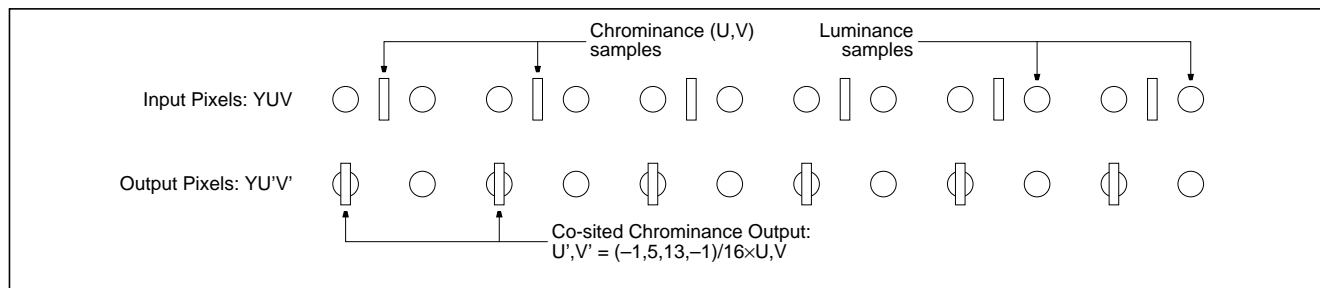 Chrominance (U,V)
samples
Luminance
samples
Input Pixels: YUV
Output Pixels: YU'V'
Co-sited Chrominance Output:
U',V' = (–1,5,13,–1)/16×U,V